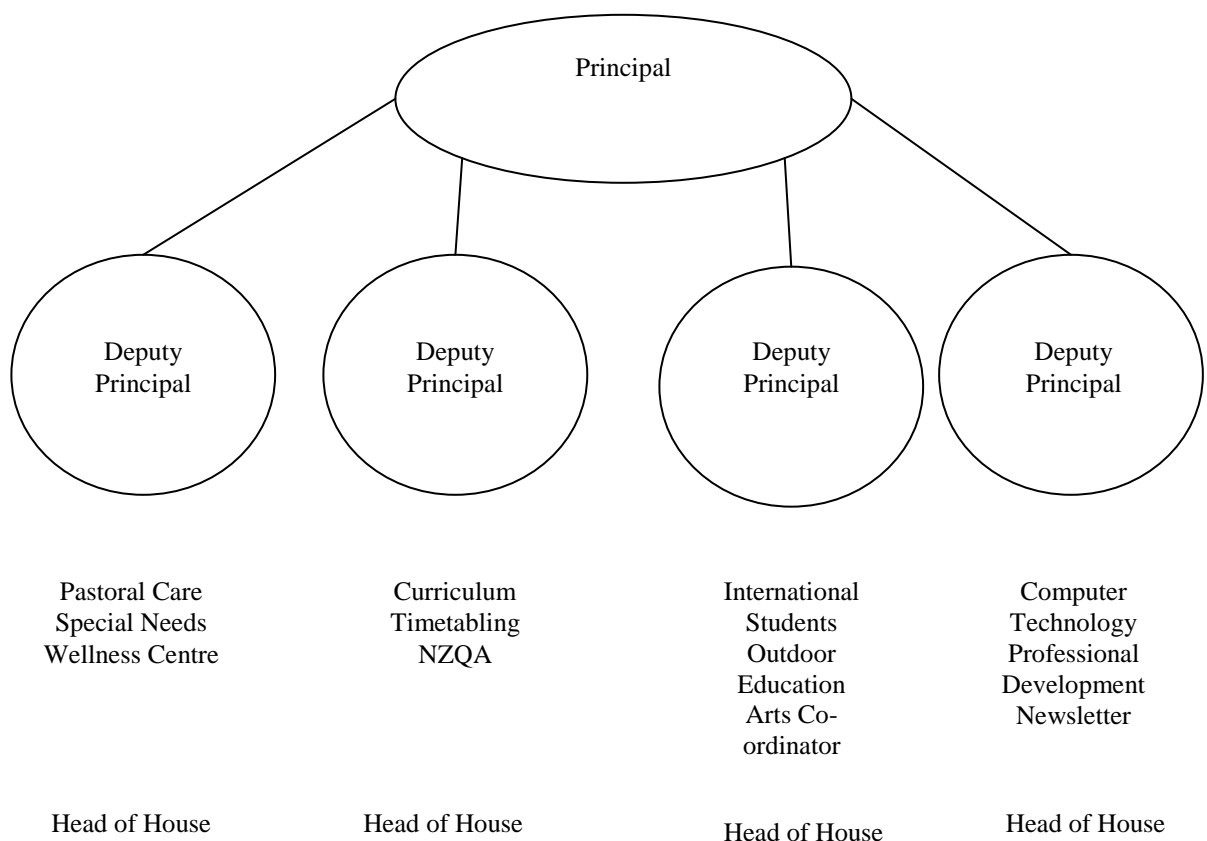 Principal
Deputy
Principal
Deputy
Principal
Deputy
Principal
Deputy
Principal
Pastoral Care
Special Needs
Wellness Centre
Curriculum
Timetabling
NZQA
International
Students
Outdoor
Education
Arts Co-
ordinator
Computer
Technology
Professional
Development
Newsletter
Head of House
Head of House
Head of House
Head of House